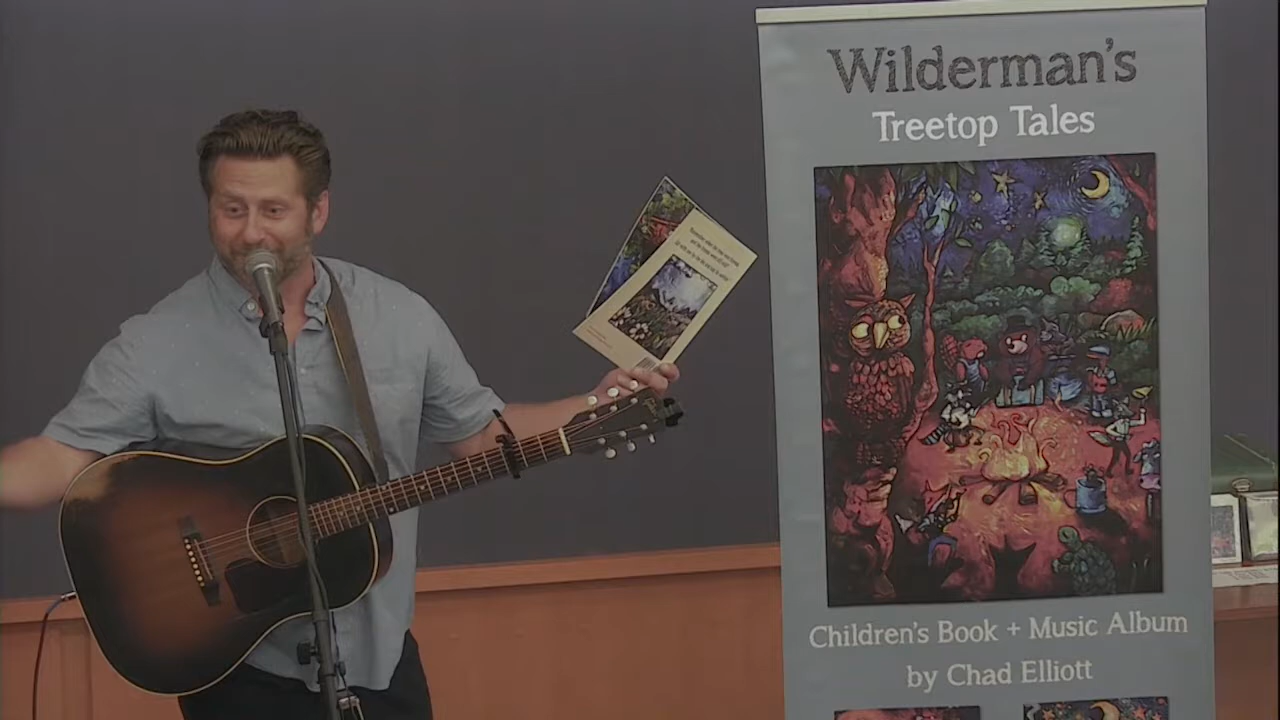 Wilderman's
Treetop Tales
Children's Book + Music Album
by Chad Elliott